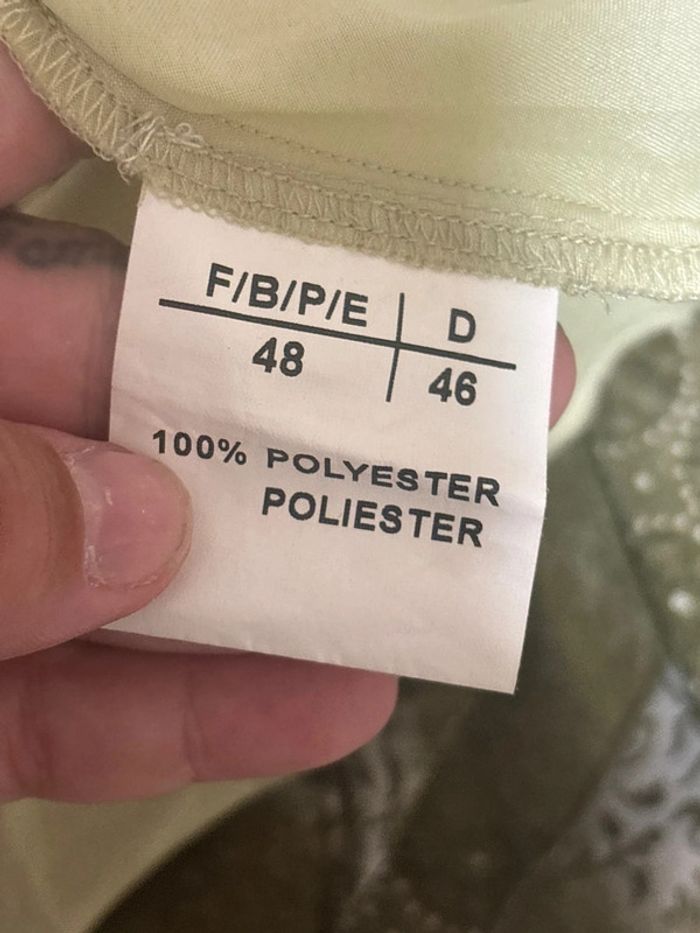 F/B/P/E D
48 46
100% POLYESTER
POLIESTER